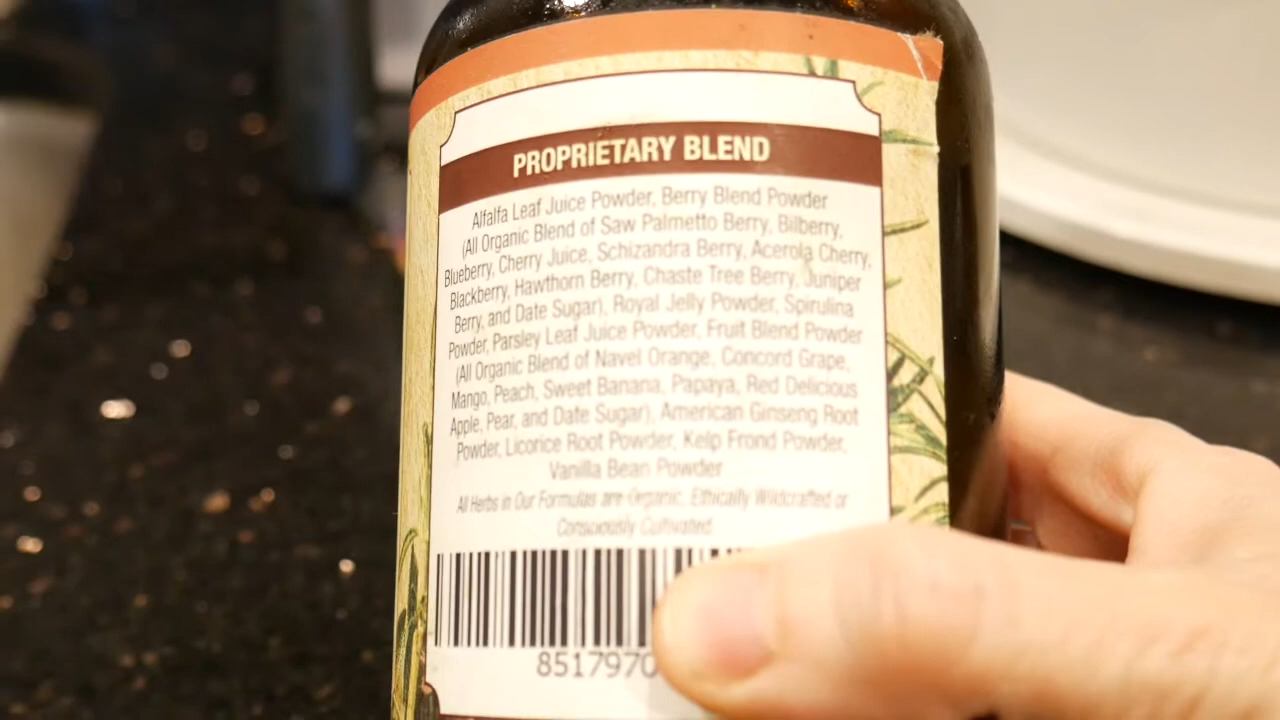 PROPRIETARY BLEND
Alfalfa Leaf Juice Powder, Berry Blend Powder
(All Organic Blend of Saw Palmetto Berry, Bilberry,
Blueberry, Cherry Juice, Schizandra Berry, Acerola Cherry,
Blackberry, Hawthorn Berry, Chaste Tree Berry, Juniper
Berry, and Date Sugar), Royal Jelly Powder, Spirulina
Powder, Parsley Leaf Juice Powder, Fruit Blend Powder
(All Organic Blend of Navel Orange, Concord Grape,
Mango, Peach, Sweet Banana, Papaya, Red Delicious
Apple, Pear, and Date Sugar), American Ginseng Root
Powder, Licorice Root Powder, Kelp Frond Powder,
Vanilla Bean Powder
All Herbs in Our Formulas are Organic, Ethically Wildcrafted or
Consciously Cultivated.
8517970